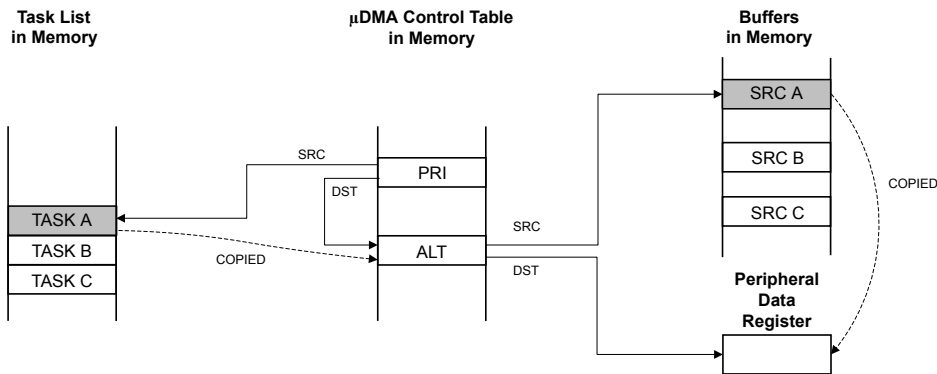 Task List
in Memory
μDMA Control Table
in Memory
Buffers
in Memory
SRC A
COPIED
SRC
PRI
SRC B
DST
TASK A
SRC C
SRC
TASK B
COPIED
ALT
DST
TASK C
Peripheral
Data
Register